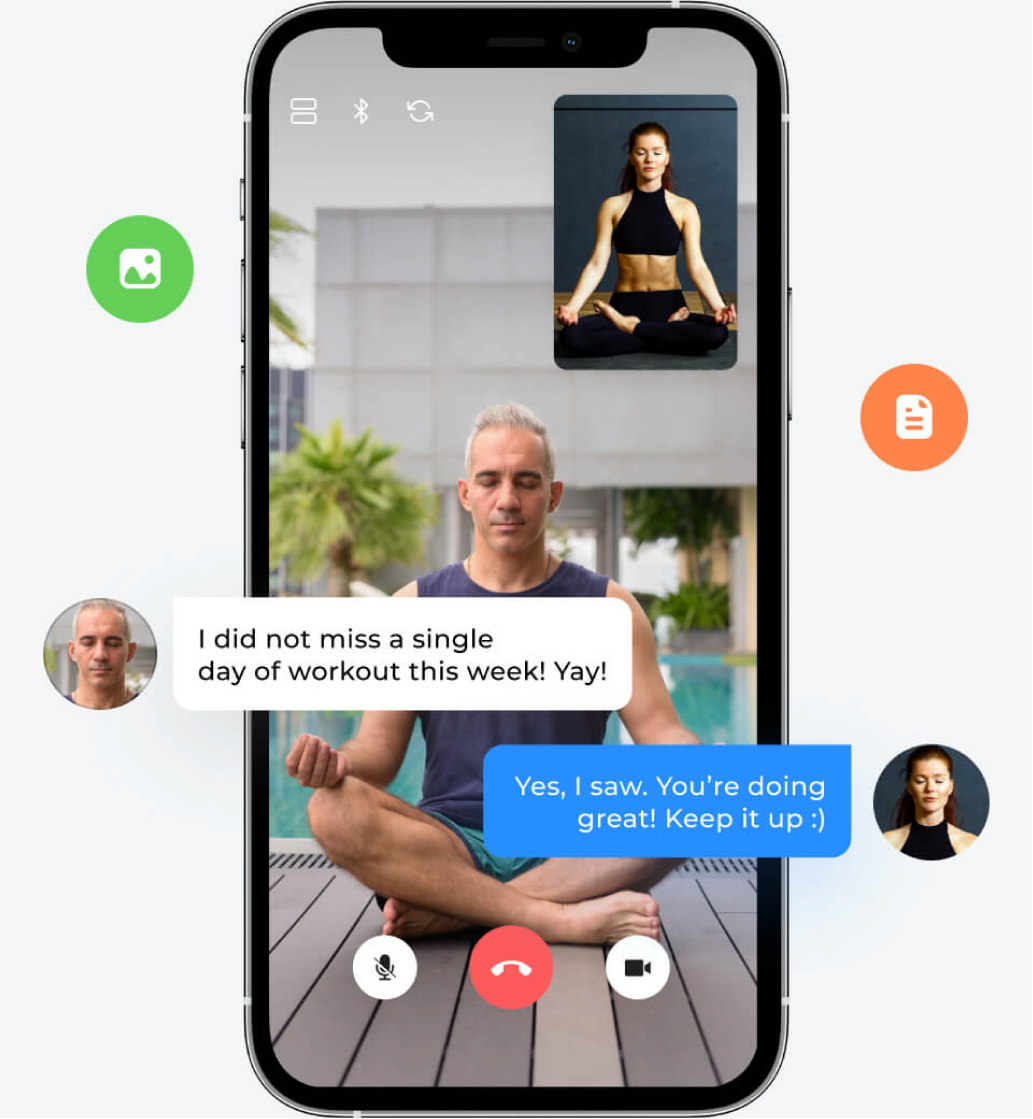 I did not miss a single
day of workout this week! Yay!
Yes, I saw. You’re doing
great! Keep it up :)